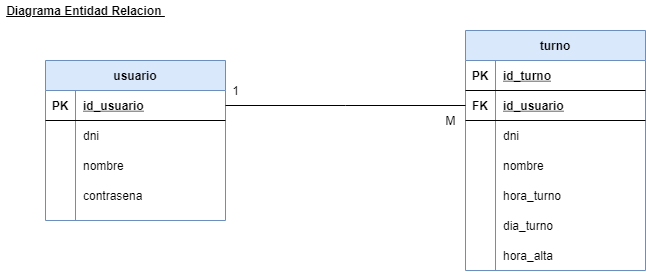 Diagrama Entidad Relacion
usuario
PK id_usuario
dni
nombre
contrasena
1
M
turno
PK id_turno
FK id_usuario
dni
nombre
hora_turno
dia_turno
hora_alta